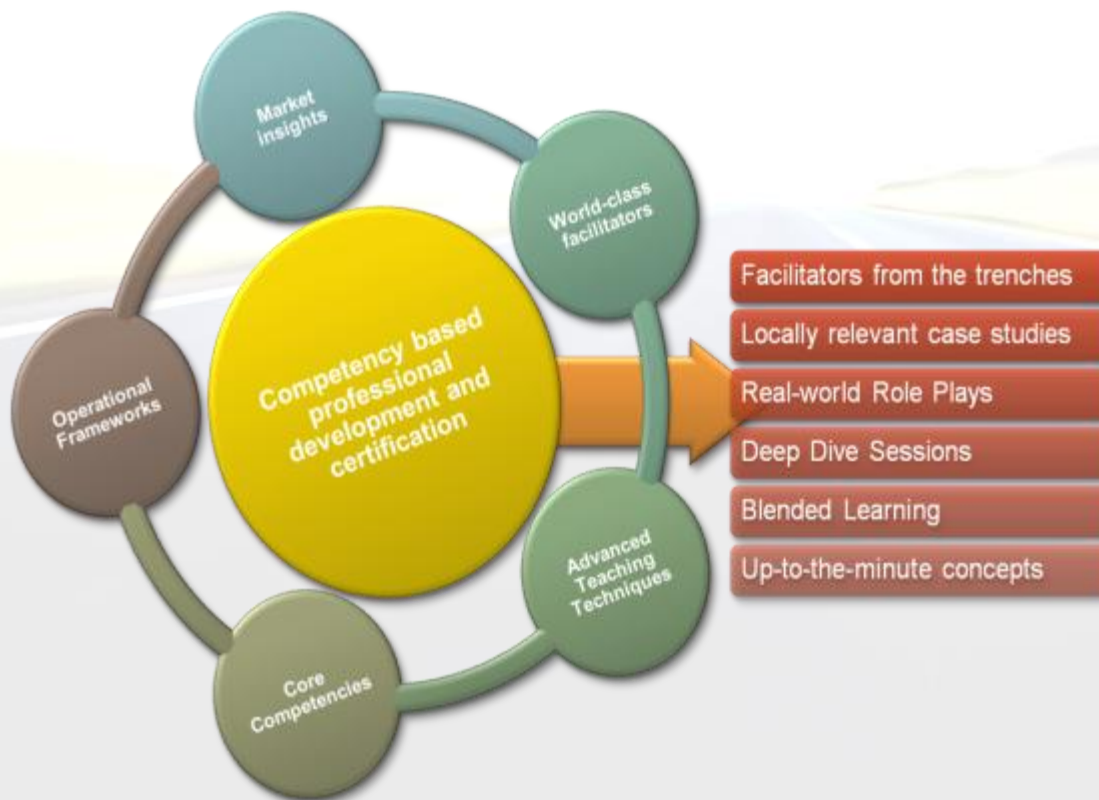 Market
insights
World-class
facilitators
Operational
Frameworks
Competency based
professional
development and
certification
Advanced
Teaching
Techniques
Core
Competencies
Facilitators from the trenches
Locally relevant case studies
Real-world Role Plays
Deep Dive Sessions
Blended Learning
Up-to-the-minute concepts